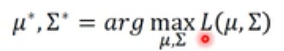 μ*, Σ* = arg max L(μ, Σ)
μ,Σ